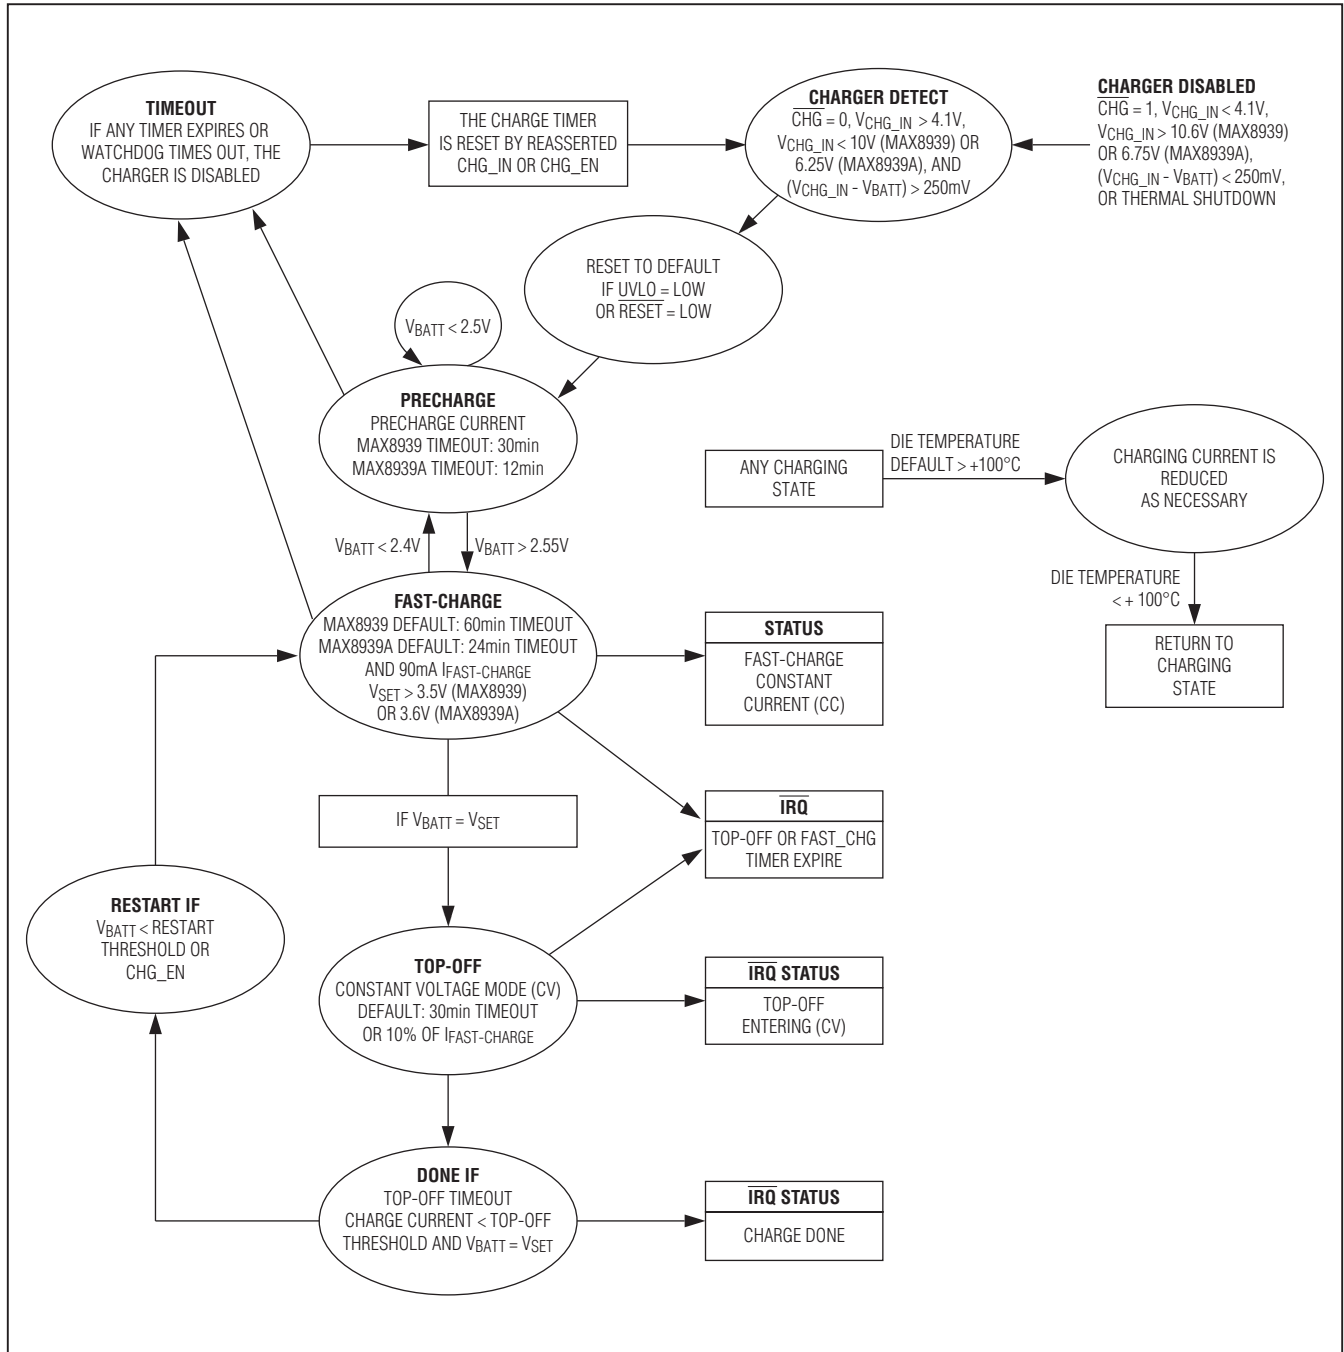 TIMEOUT
IF ANY TIMER EXPIRES OR
WATCHDOG TIMES OUT, THE
CHARGER IS DISABLED
THE CHARGE TIMER
IS RESET BY REASSERTED
CHG_IN OR CHG_EN
CHARGER DETECT
C̅H̅G̅ = 0, VCHG_IN > 4.1V,
VCHG_IN < 10V (MAX8939) OR
6.25V (MAX8939A), AND
(VCHG_IN - VBATT) > 250mV
CHARGER DISABLED
C̅H̅G̅ = 1, VCHG_IN < 4.1V,
VCHG_IN > 10.6V (MAX8939)
OR 6.75V (MAX8939A),
(VCHG_IN - VBATT) < 250mV,
OR THERMAL SHUTDOWN
RESET TO DEFAULT
IF UVLO = LOW
OR R̅E̅S̅E̅T̅ = LOW
VBATT < 2.5V
PRECHARGE
PRECHARGE CURRENT
MAX8939 TIMEOUT: 30min
MAX8939A TIMEOUT: 12min
ANY CHARGING
STATE
DIE TEMPERATURE
DEFAULT > +100°C
CHARGING CURRENT IS
REDUCED
AS NECESSARY
VBATT < 2.4V
VBATT > 2.55V
DIE TEMPERATURE
< + 100°C
RETURN TO
CHARGING
STATE
FAST-CHARGE
MAX8939 DEFAULT: 60min TIMEOUT
MAX8939A DEFAULT: 24min TIMEOUT
AND 90mA IFAST-CHARGE
VSET > 3.5V (MAX8939)
OR 3.6V (MAX8939A)
STATUS
FAST-CHARGE
CONSTANT
CURRENT (CC)
IF VBATT = VSET
I̅R̅Q̅
TOP-OFF OR FAST_CHG
TIMER EXPIRE
RESTART IF
VBATT < RESTART
THRESHOLD OR
CHG_EN
TOP-OFF
CONSTANT VOLTAGE MODE (CV)
DEFAULT: 30min TIMEOUT
OR 10% OF IFAST-CHARGE
I̅R̅Q̅ STATUS
TOP-OFF
ENTERING (CV)
DONE IF
TOP-OFF TIMEOUT
CHARGE CURRENT < TOP-OFF
THRESHOLD AND VBATT = VSET
I̅R̅Q̅ STATUS
CHARGE DONE